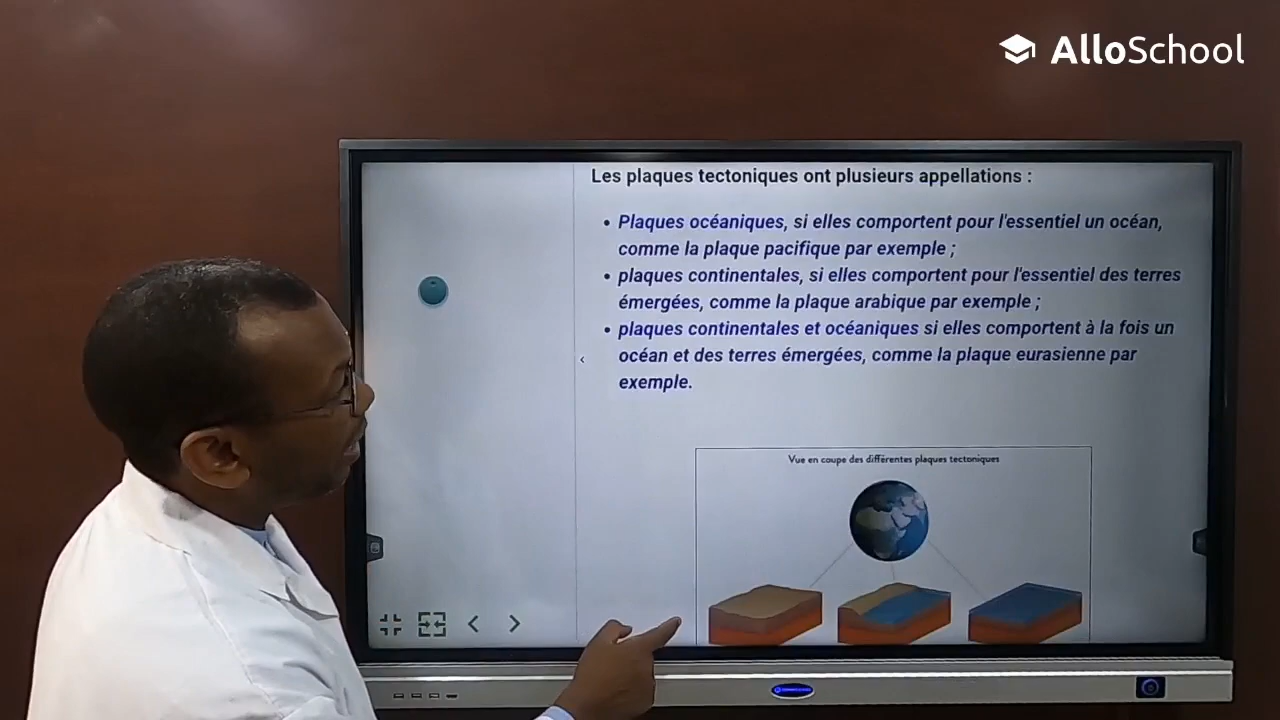 AlloSchool
Les plaques tectoniques ont plusieurs appellations :
• Plaques océaniques, si elles comportent pour l'essentiel un océan,
comme la plaque pacifique par exemple ;
• plaques continentales, si elles comportent pour l'essentiel des terres
émergées, comme la plaque arabique par exemple ;
• plaques continentales et océaniques si elles comportent à la fois un
océan et des terres émergées, comme la plaque eurasienne par
exemple.
Vue en coupe des différentes plaques tectoniques